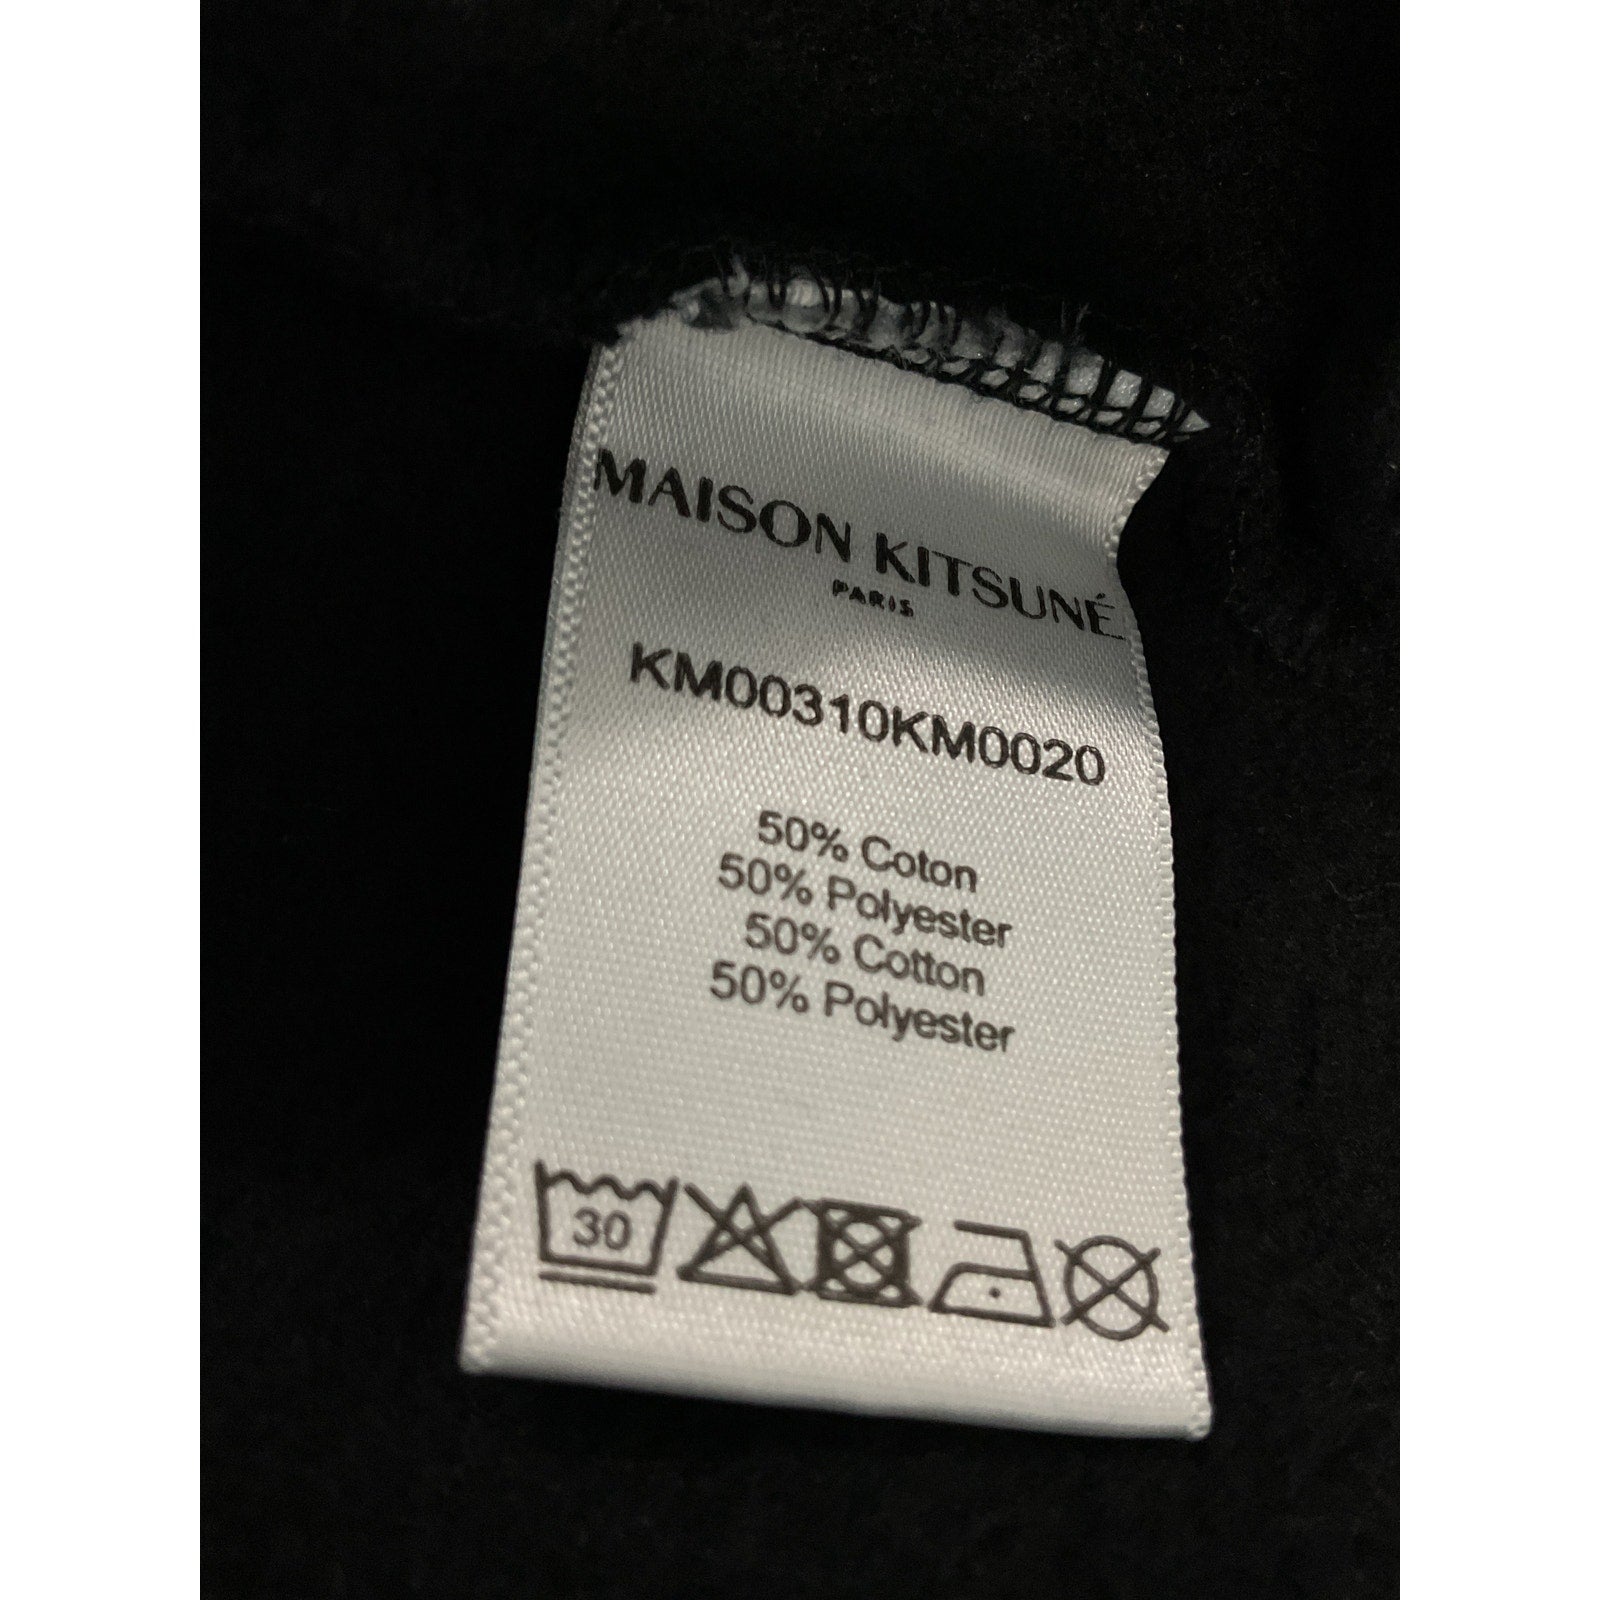 MAISON KITSUNÉ
PARIS
KM00310KM0020
50% Coton
50% Polyester
50% Cotton
50% Polyester
30